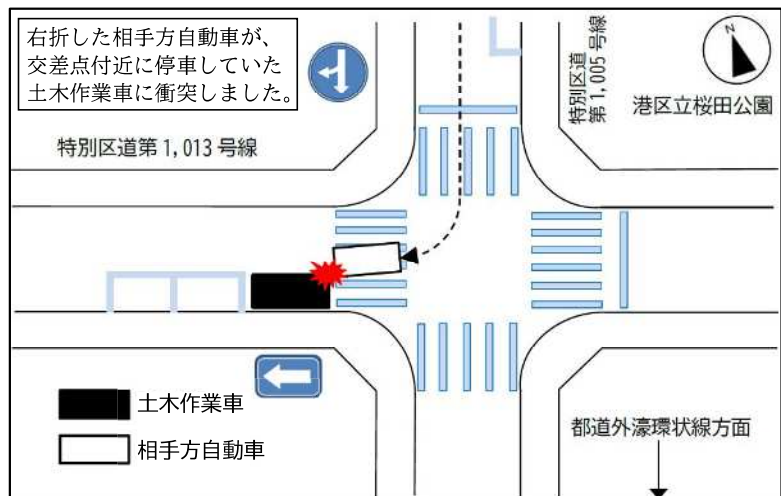 右折した相手方自動車が、
交差点付近に停車していた
土木作業車に衝突しました。
特別区道
第1,005号線
N
港区立桜田公園
特別区道第1,013号線
土木作業車
相手方自動車
都道外濠環状線方面